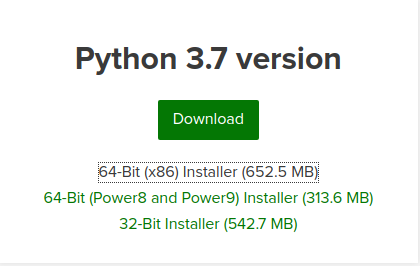 Python 3.7 version
Download
64-Bit (x86) Installer (652.5 MB)
64-Bit (Power8 and Power9) Installer (313.6 MB)
32-Bit Installer (542.7 MB)